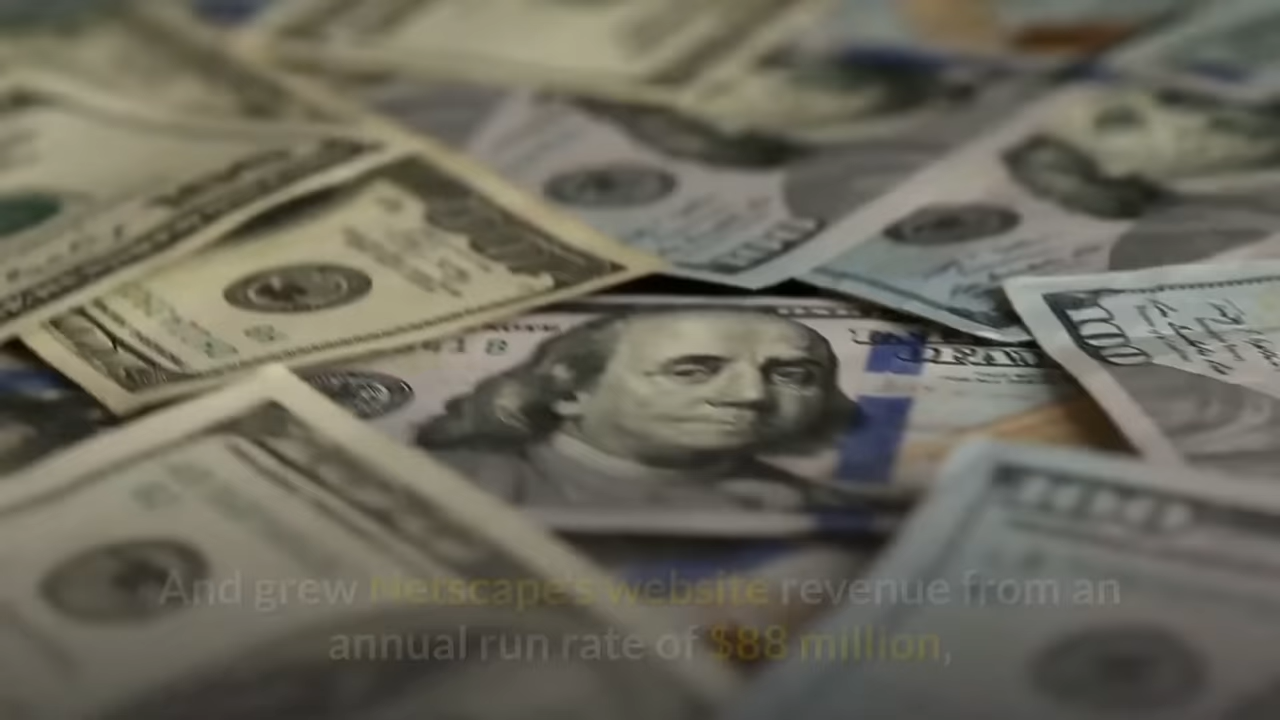 And grew Netscape's website revenue from an
annual run rate of $88 million,